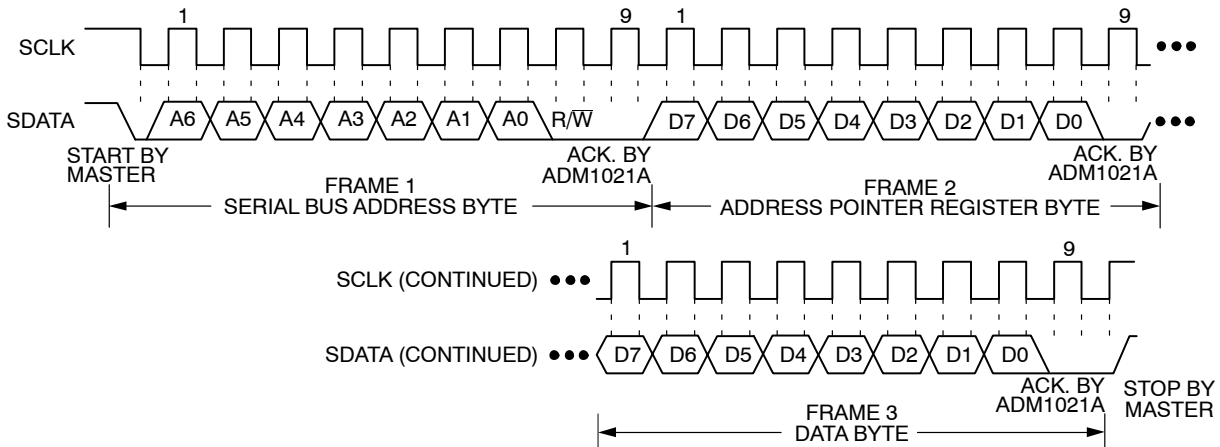 1 9 1 9
SCLK
SDATA A6 A5 A4 A3 A2 A1 A0 R/W̅ D7 D6 D5 D4 D3 D2 D1 D0
START BY MASTER
ACK. BY ADM1021A
ACK. BY ADM1021A
FRAME 1
SERIAL BUS ADDRESS BYTE
FRAME 2
ADDRESS POINTER REGISTER BYTE
1 9
SCLK (CONTINUED)
SDATA (CONTINUED) D7 D6 D5 D4 D3 D2 D1 D0
ACK. BY ADM1021A
STOP BY MASTER
FRAME 3
DATA BYTE